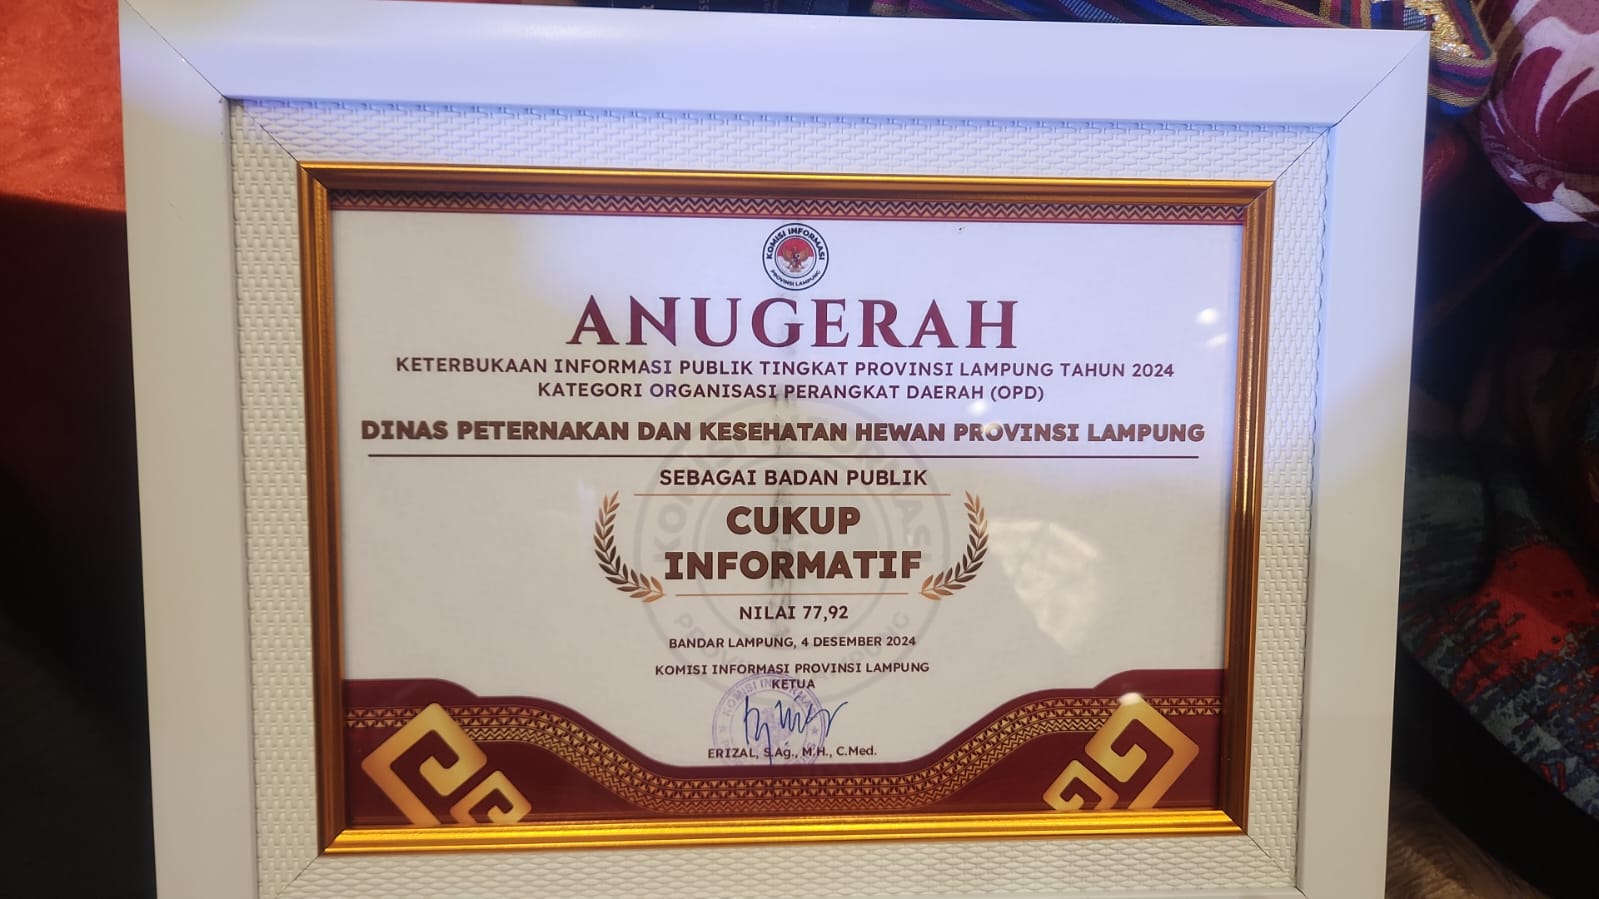 KOMISI INFORMASI
PROVINSI LAMPUNG
ANUGERAH
KETERBUKAAN INFORMASI PUBLIK TINGKAT PROVINSI LAMPUNG TAHUN 2024
KATEGORI ORGANISASI PERANGKAT DAERAH (OPD)
DINAS PETERNAKAN DAN KESEHATAN HEWAN PROVINSI LAMPUNG
SEBAGAI BADAN PUBLIK
CUKUP
INFORMATIF
NILAI 77,92
BANDAR LAMPUNG, 4 DESEMBER 2024
KOMISI INFORMASI PROVINSI LAMPUNG
KETUA
ERIZAL, S.Ag., M.H., C.Med.